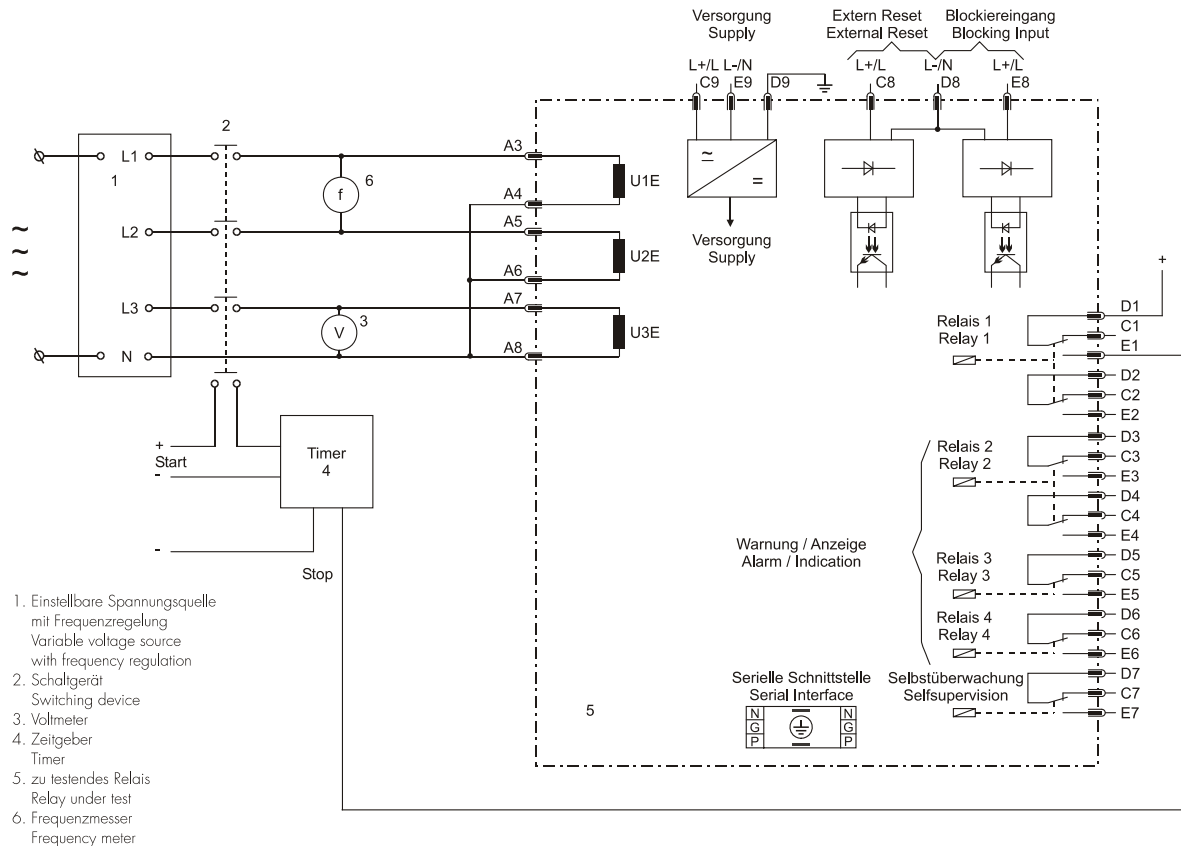 Versorgung
Supply
Extern Reset
External Reset
Blockiereingang
Blocking Input
L+/L L-/N
C9 E9 D9
L+/L L-/N L+/L
C8 D8 E8
2
L1
1
6
f
L2
L3
V
3
N
A3
A4
A5
A6
A7
A8
U1E
U2E
U3E
~
~
~
~
=
Versorgung
Supply
+
Start
-
-
Timer
4
Stop
+
Relais 1
Relay 1
Relais 2
Relay 2
Warnung / Anzeige
Alarm / Indication
Relais 3
Relay 3
Relais 4
Relay 4
Selbstüberwachung
Selfsupervision
Serielle Schnittstelle
Serial Interface
N N
G G
P P
5
D1
C1
E1
D2
C2
E2
D3
C3
E3
D4
C4
E4
D5
C5
E5
D6
C6
E6
D7
C7
E7
1. Einstellbare Spannungsquelle
mit Frequenzregelung
Variable voltage source
with frequency regulation
2. Schaltgerät
Switching device
3. Voltmeter
4. Zeitgeber
Timer
5. zu testendes Relais
Relay under test
6. Frequenzmesser
Frequency meter